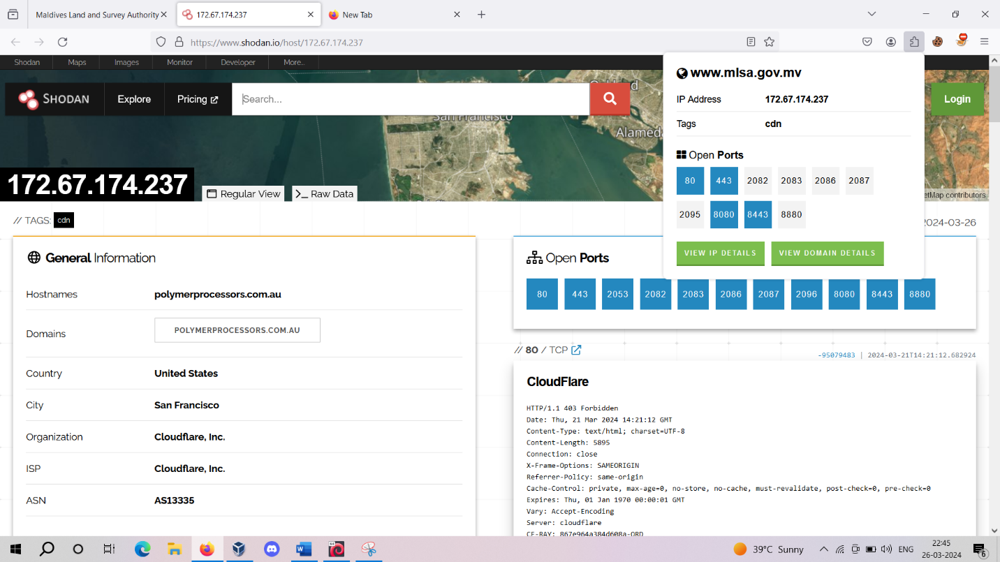 Maldives Land and Survey Authority
172.67.174.237
New Tab
https://www.shodan.io/host/172.67.174.237
Shodan
Maps
Images
Monitor
Developer
More...
SHODAN
Explore
Pricing
Search...
Login
San Francisco
Alameda
172.67.174.237
Regular View
Raw Data
etMap contributors
// TAGS: cdn
2024-03-26
www.mlsa.gov.mv
IP Address 172.67.174.237
Tags cdn
Open Ports
80 443 2082 2083 2086 2087
2095 8080 8443 8880
VIEW IP DETAILS VIEW DOMAIN DETAILS
General Information
Hostnames polymerprocessors.com.au
Domains POLYMERPROCESSORS.COM.AU
Country United States
City San Francisco
Organization Cloudflare, Inc.
ISP Cloudflare, Inc.
ASN AS13335
Open Ports
80 443 2053 2082 2083 2086 2087 2096 8080 8443 8880
// 80 / TCP
-95079483 | 2024-03-21T14:21:12.682924
CloudFlare
HTTP/1.1 403 Forbidden
Date: Thu, 21 Mar 2024 14:21:12 GMT
Content-Type: text/html; charset=UTF-8
Content-Length: 5895
Connection: close
X-Frame-Options: SAMEORIGIN
Referrer-Policy: same-origin
Cache-Control: private, max-age=0, no-store, no-cache, must-revalidate, post-check=0, pre-check=0
Expires: Thu, 01 Jan 1970 00:00:01 GMT
Vary: Accept-Encoding
Server: cloudflare
CF-RAY: 867e964a384d608a-ORD
39°C Sunny
ENG
22:45
26-03-2024
6